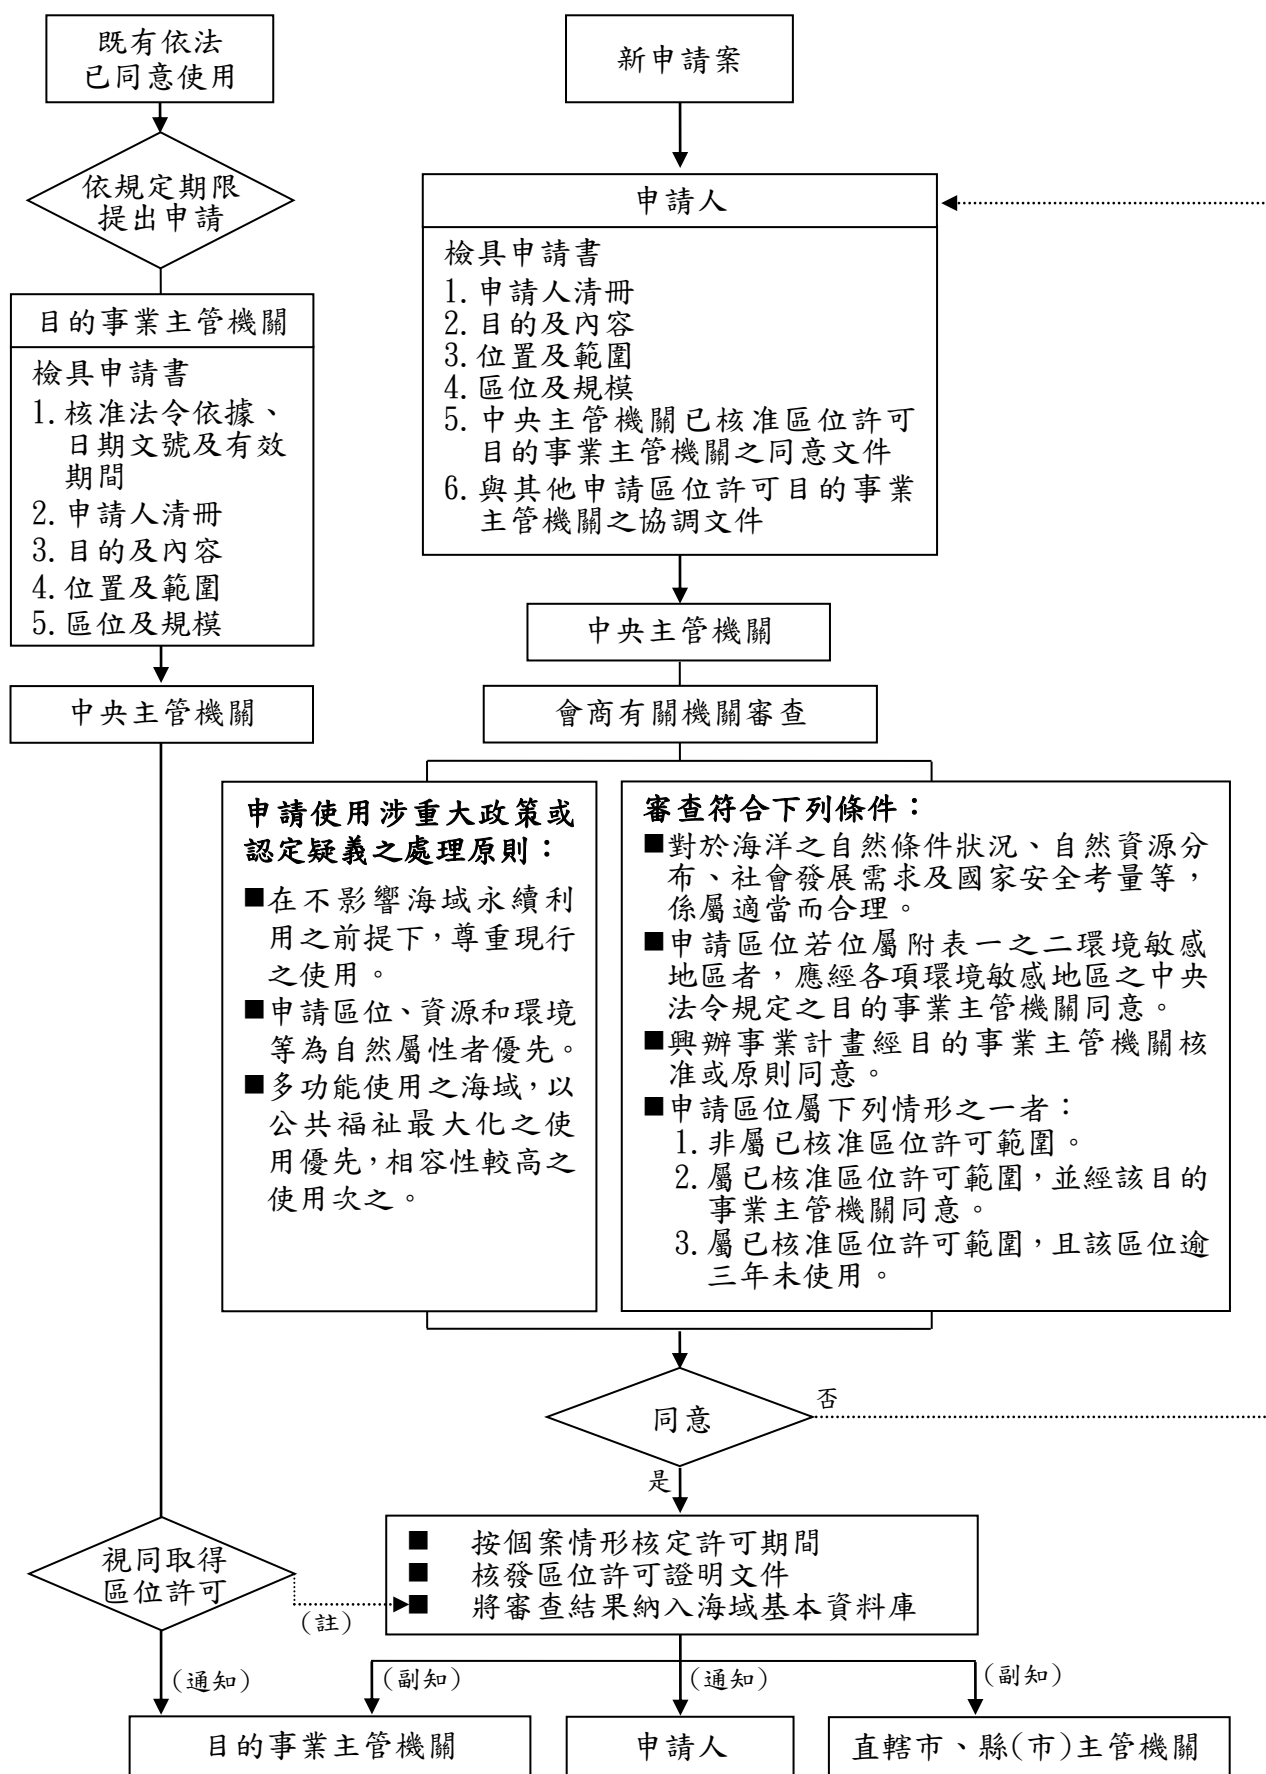 既有依法
已同意使用
新申請案
依規定期限
提出申請
目的事業主管機關
檢具申請書
1.核准法令依據、
日期文號及有效
期間
2.申請人清冊
3.目的及內容
4.位置及範圍
5.區位及規模
中央主管機關
申請人
檢具申請書
1.申請人清冊
2.目的及內容
3.位置及範圍
4.區位及規模
5.中央主管機關已核准區位許可
目的事業主管機關之同意文件
6.與其他申請區位許可目的事業
主管機關之協調文件
中央主管機關
會商有關機關審查
申請使用涉重大政策或
認定疑義之處理原則：
■在不影響海域永續利
用之前提下，尊重現行
之使用。
■申請區位、資源和環境
等為自然屬性者優先。
■多功能使用之海域，以
公共福祉最大化之使
用優先，相容性較高之
使用次之。
審查符合下列條件：
■對於海洋之自然條件狀況、自然資源分
布、社會發展需求及國家安全考量等，
係屬適當而合理。
■申請區位若位屬附表一之二環境敏感
地區者，應經各項環境敏感地區之中央
法令規定之目的事業主管機關同意。
■興辦事業計畫經目的事業主管機關核
准或原則同意。
■申請區位屬下列情形之一者：
1.非屬已核准區位許可範圍。
2.屬已核准區位許可範圍，並經該目的
事業主管機關同意。
3.屬已核准區位許可範圍，且該區位逾
三年未使用。
同意
否
是
視同取得
區位許可
(註)
■ 按個案情形核定許可期間
■ 核發區位許可證明文件
■ 將審查結果納入海域基本資料庫
(通知)
(副知)
(通知)
(副知)
目的事業主管機關
申請人
直轄市、縣(市)主管機關